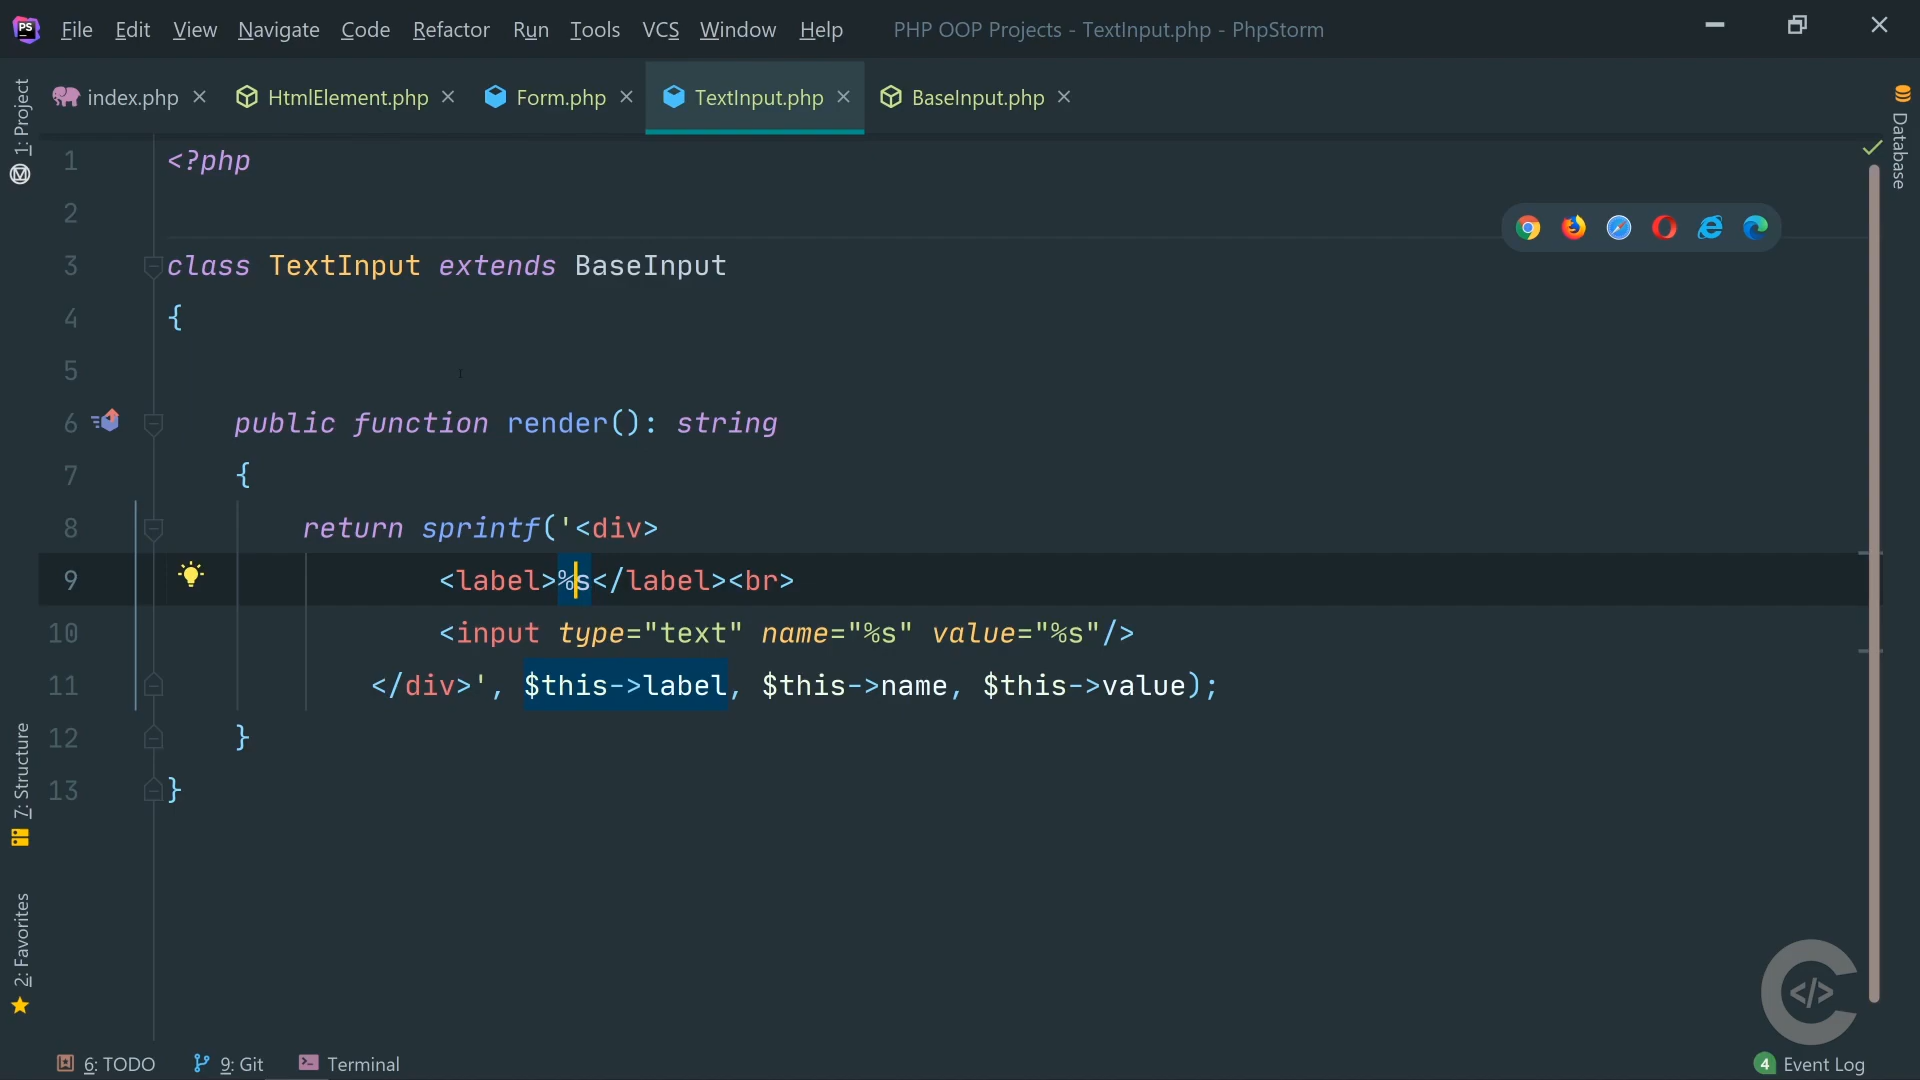 PS File Edit View Navigate Code Refactor Run Tools VCS Window Help PHP OOP Projects - TextInput.php - PhpStorm
index.php HtmlElement.php Form.php TextInput.php BaseInput.php
1: Project
Database
1 <?php
2
3 class TextInput extends BaseInput
4 {
5
6 public function render(): string
7 {
8 return sprintf('<div>
9 <label>%s</label><br>
10 <input type="text" name="%s" value="%s"/>
11 </div>', $this->label, $this->name, $this->value);
12 }
13 }
7: Structure
2: Favorites
</>
6: TODO 9: Git Terminal 4 Event Log